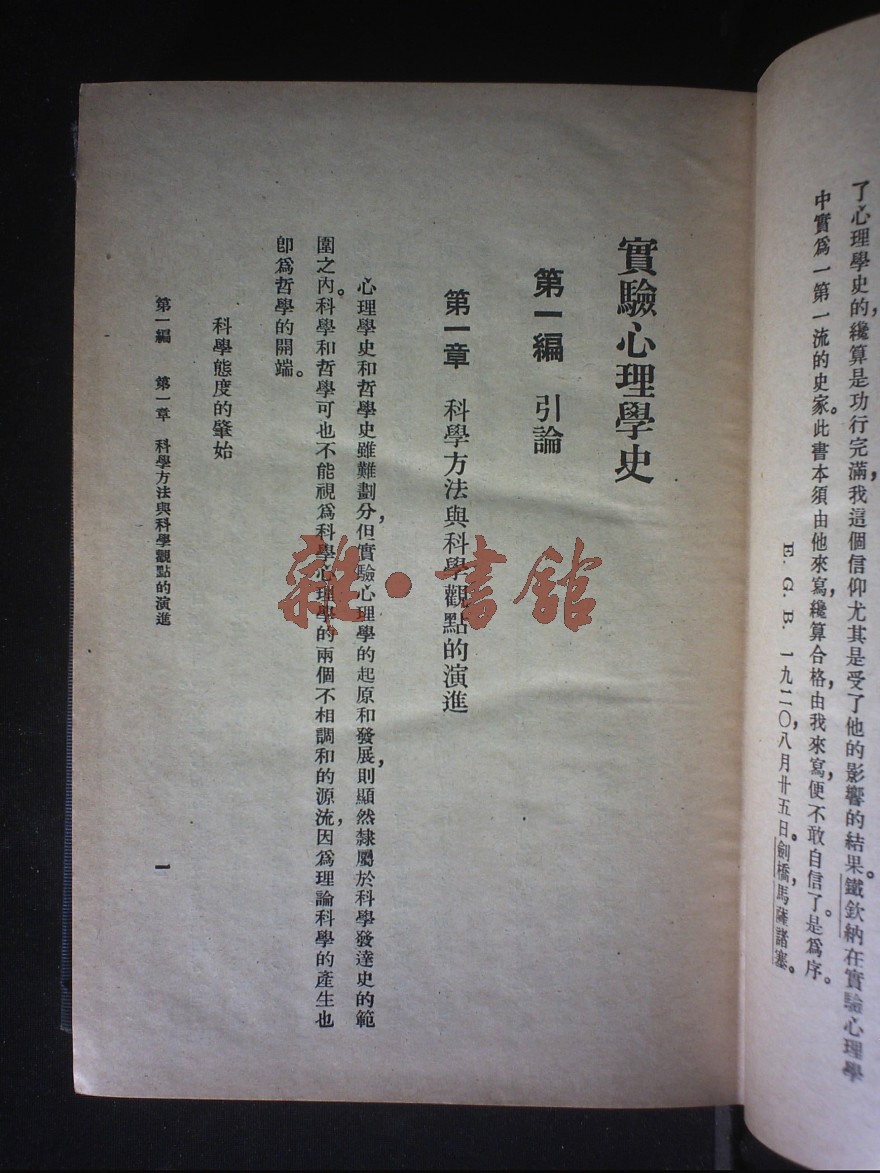 了心理學史的,纔算是功行完滿,我這個信仰尤其是受了他的影響的結果。鐵欽納在實驗心理學
中實爲一第一流的史家。此書本須由他來寫,纔算合格,由我來寫,便不敢自信了。是爲序。
E. G. B. 一九二〇,八月廿五日。劍橋,馬薩諸塞。
實驗心理學史
第一編 引論
第一章 科學方法與科學觀點的演進
心理學史和哲學史雖難劃分,但實驗心理學的起原和發展,則顯然隸屬於科學發達史的範
圍之內。科學和哲學可也不能視爲科學心理學的兩個不相調和的源流,因爲理論科學的產生也
卽爲哲學的開端。
科學態度的肇始
第一編 第一章 科學方法與科學觀點的演進
一
雜·書館